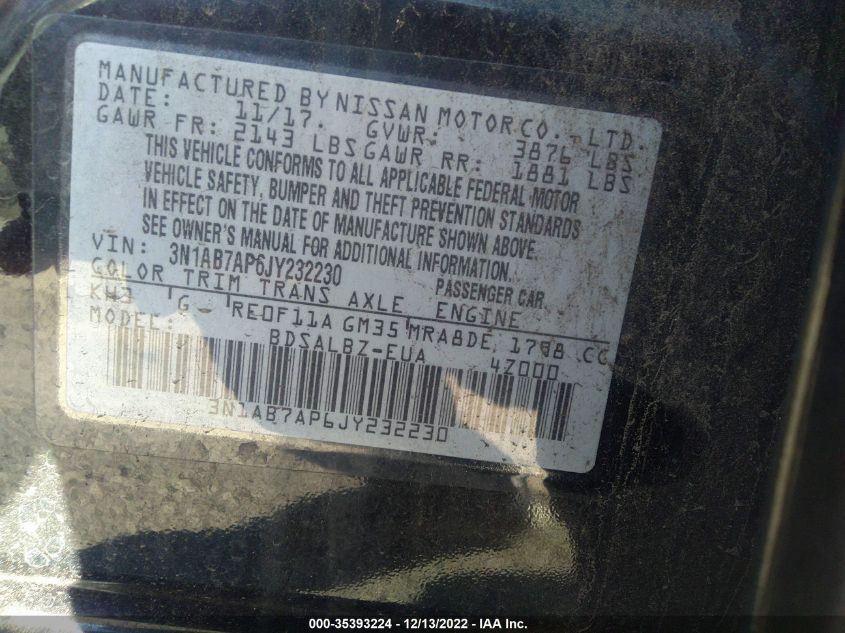 MANUFACTURED BY NISSAN MOTOR CO., LTD.
DATE: 11/17. GVWR: 3876 LBS
GAWR FR: 2143 LBS GAWR RR: 1881 LBS
THIS VEHICLE CONFORMS TO ALL APPLICABLE FEDERAL MOTOR
VEHICLE SAFETY, BUMPER AND THEFT PREVENTION STANDARDS
IN EFFECT ON THE DATE OF MANUFACTURE SHOWN ABOVE.
SEE OWNER'S MANUAL FOR ADDITIONAL INFORMATION.
VIN: 3N1AB7AP6JY232230 PASSENGER CAR
COLOR TRIM TRANS AXLE ENGINE
KH3 G RE0F11A GM35 MRA8DE 1798 CC
MODEL: BDSALBZ-EUA 4Z000
3N1AB7AP6JY232230
000-35393224 - 12/13/2022 - IAA Inc.